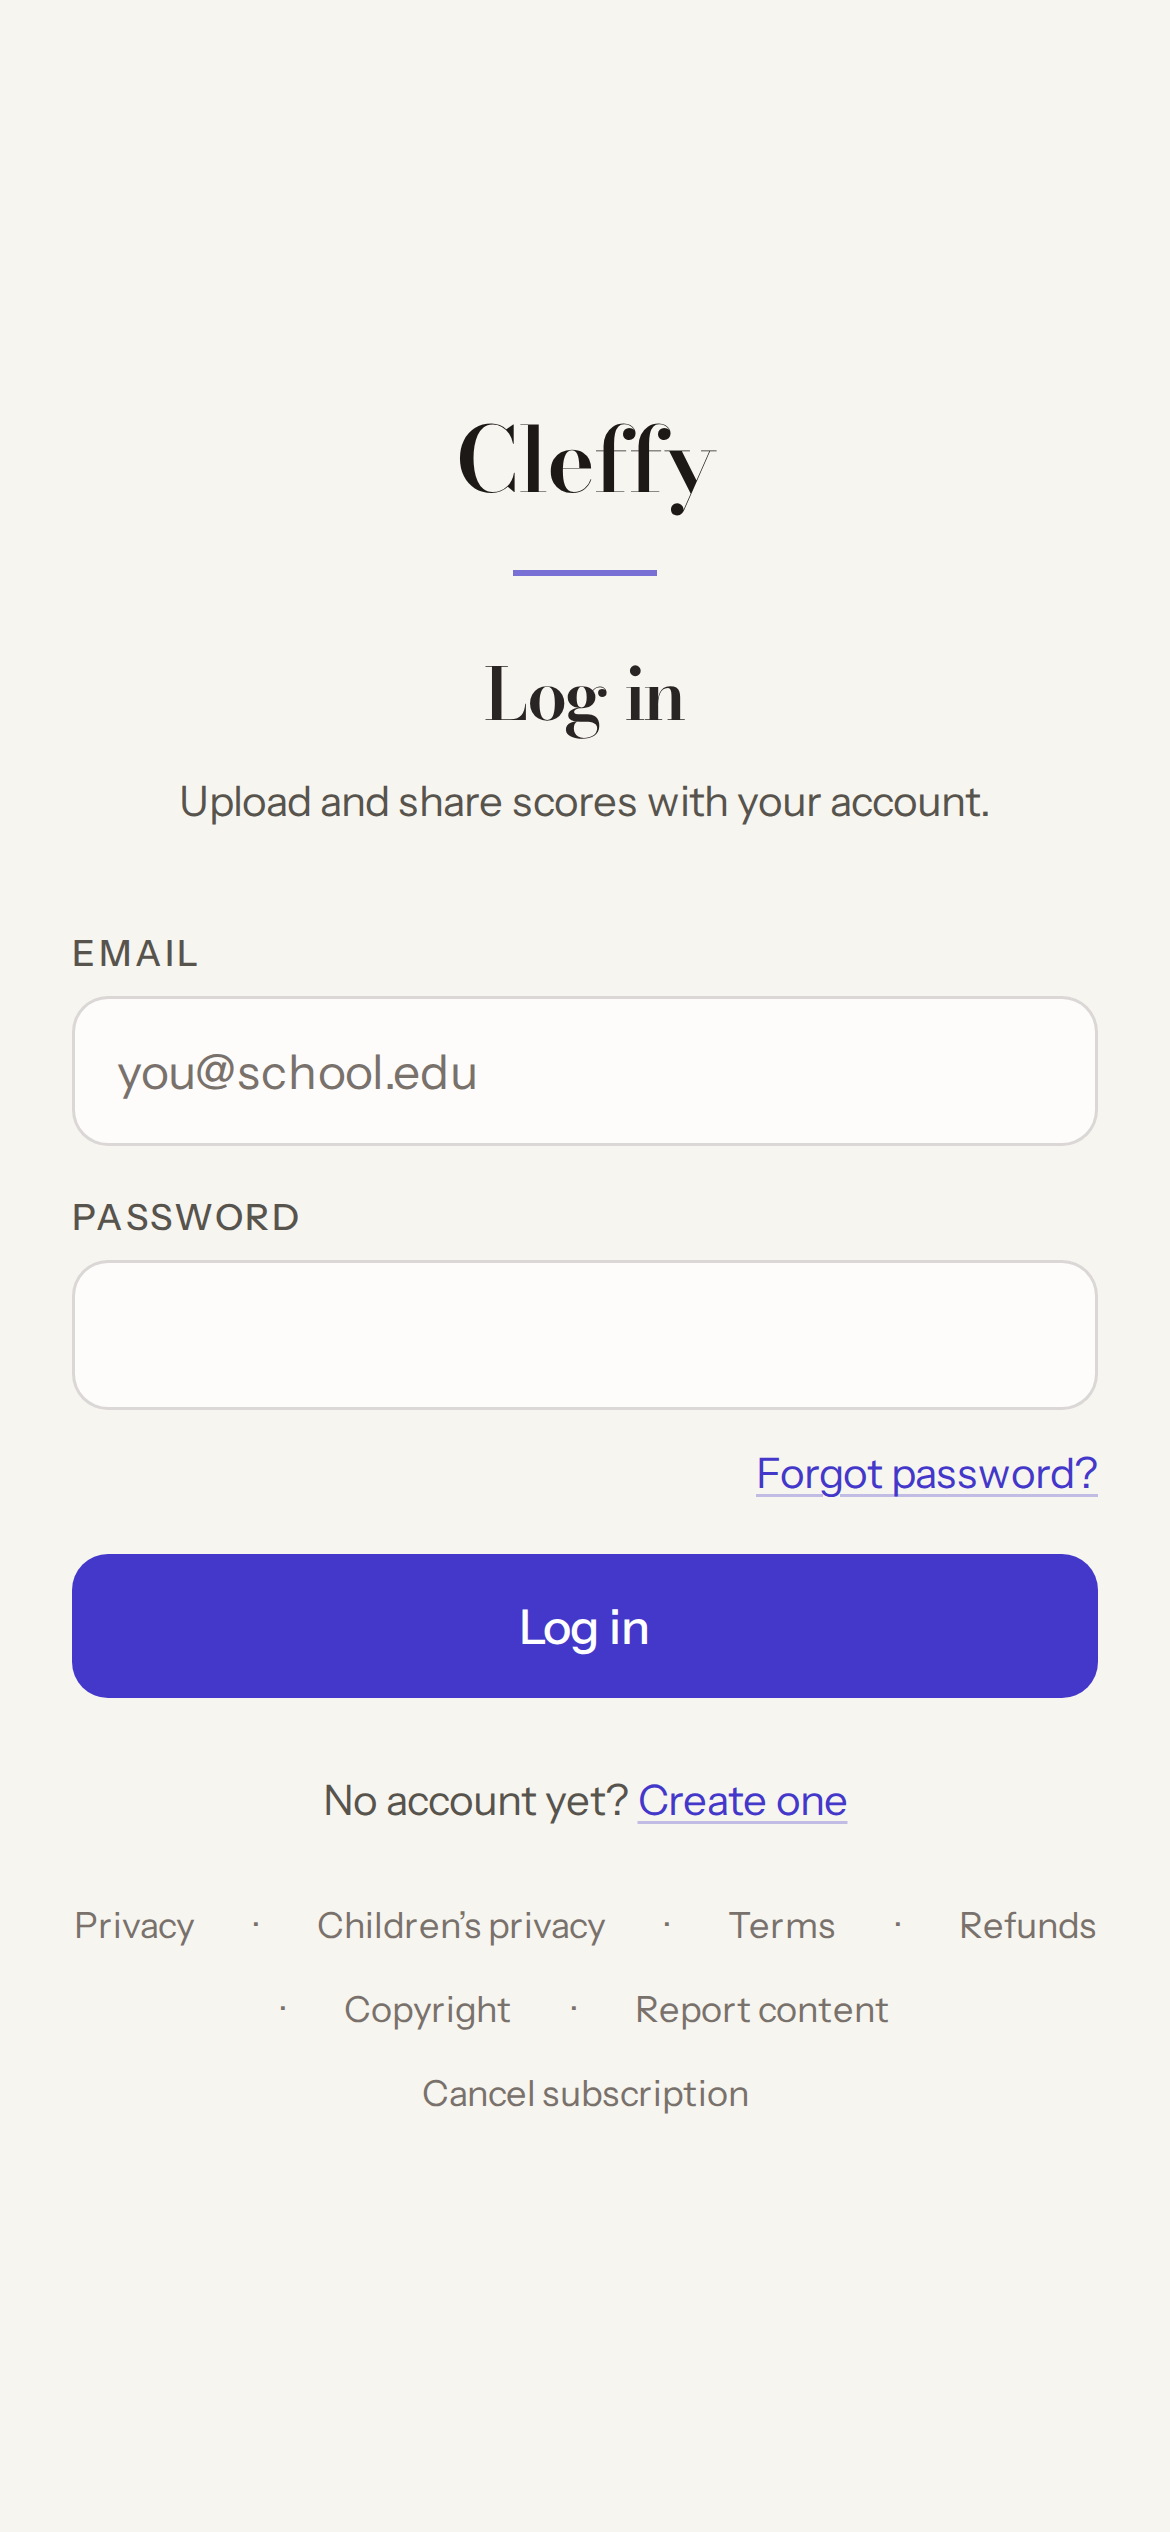 Cleffy
Log in
Upload and share scores with your account.
EMAIL
you@school.edu
PASSWORD
Forgot password?
Log in
No account yet? Create one
Privacy · Children’s privacy · Terms · Refunds
· Copyright · Report content
Cancel subscription